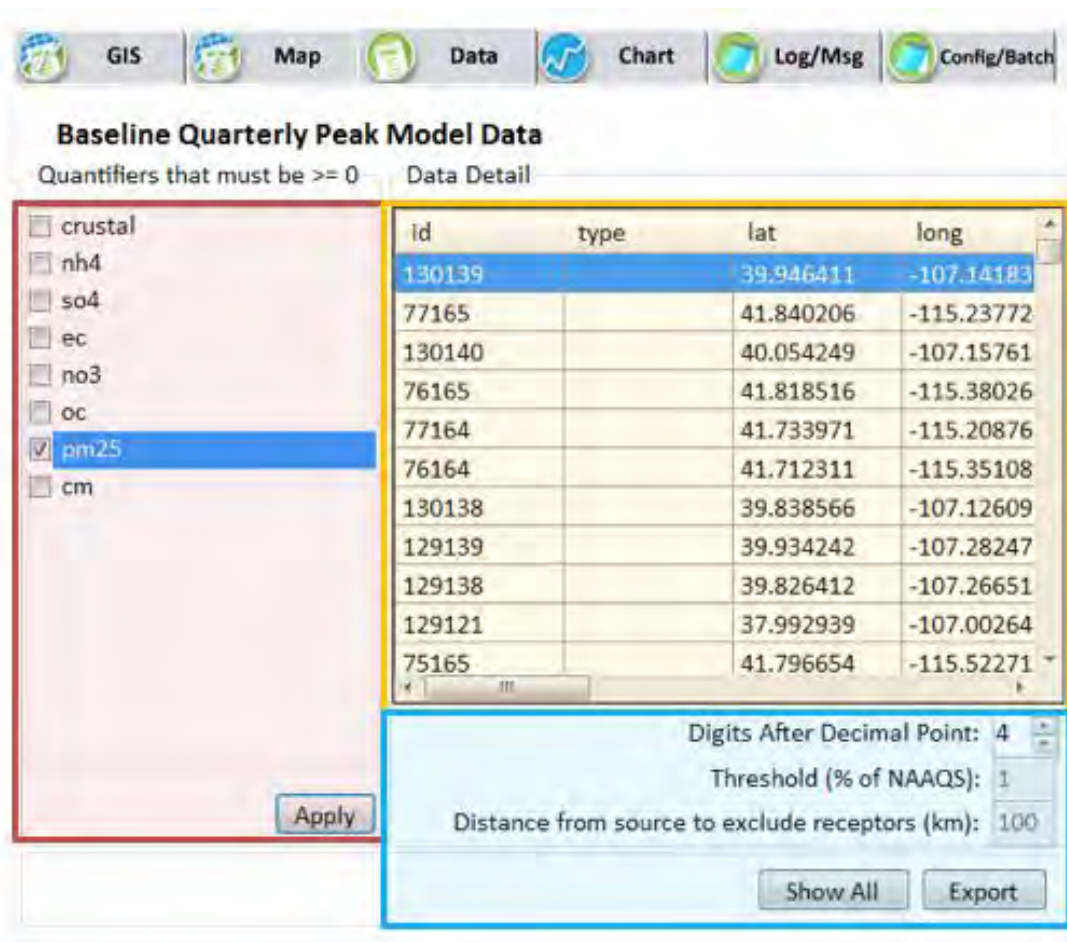 GIS Map Data Chart Log/Msg Config/Batch
Baseline Quarterly Peak Model Data
Quantifiers that must be >= 0 Data Detail
crustal
nh4
so4
ec
no3
oc
pm25
cm
Apply
id type lat long
130139 39.946411 -107.14183
77165 41.840206 -115.23772
130140 40.054249 -107.15761
76165 41.818516 -115.38026
77164 41.733971 -115.20876
76164 41.712311 -115.35108
130138 39.838566 -107.12609
129139 39.934242 -107.28247
129138 39.826412 -107.26651
129121 37.992939 -107.00264
75165 41.796654 -115.52271
Digits After Decimal Point: 4
Threshold (% of NAAQS): 1
Distance from source to exclude receptors (km): 100
Show All Export